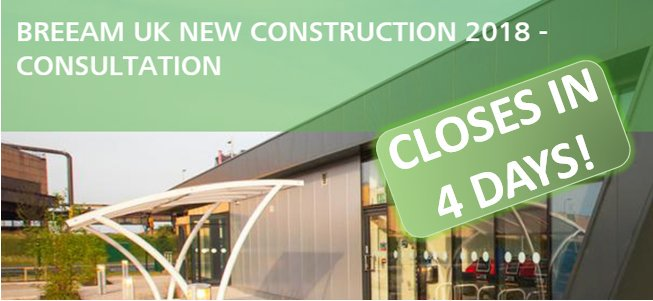 BREEAM UK NEW CONSTRUCTION 2018 -
CONSULTATION
CLOSES IN
4 DAYS!